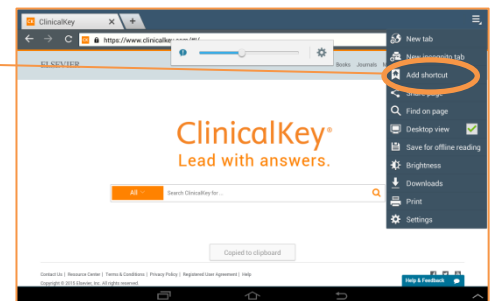 ClinicalKey
https://www.clinicalkey.com/#!/
ELSEVIER
Books Journals
New tab
New incognito tab
Add shortcut
Share page
Find on page
Desktop view
Save for offline reading
Brightness
Downloads
Print
Settings
ClinicalKey®
Lead with answers.
All
Search ClinicalKey for ...
Copied to clipboard
Contact Us | Resource Center | Terms & Conditions | Privacy Policy | Registered User Agreement | Help
Copyright © 2015 Elsevier, Inc. All rights reserved.
Help & Feedback